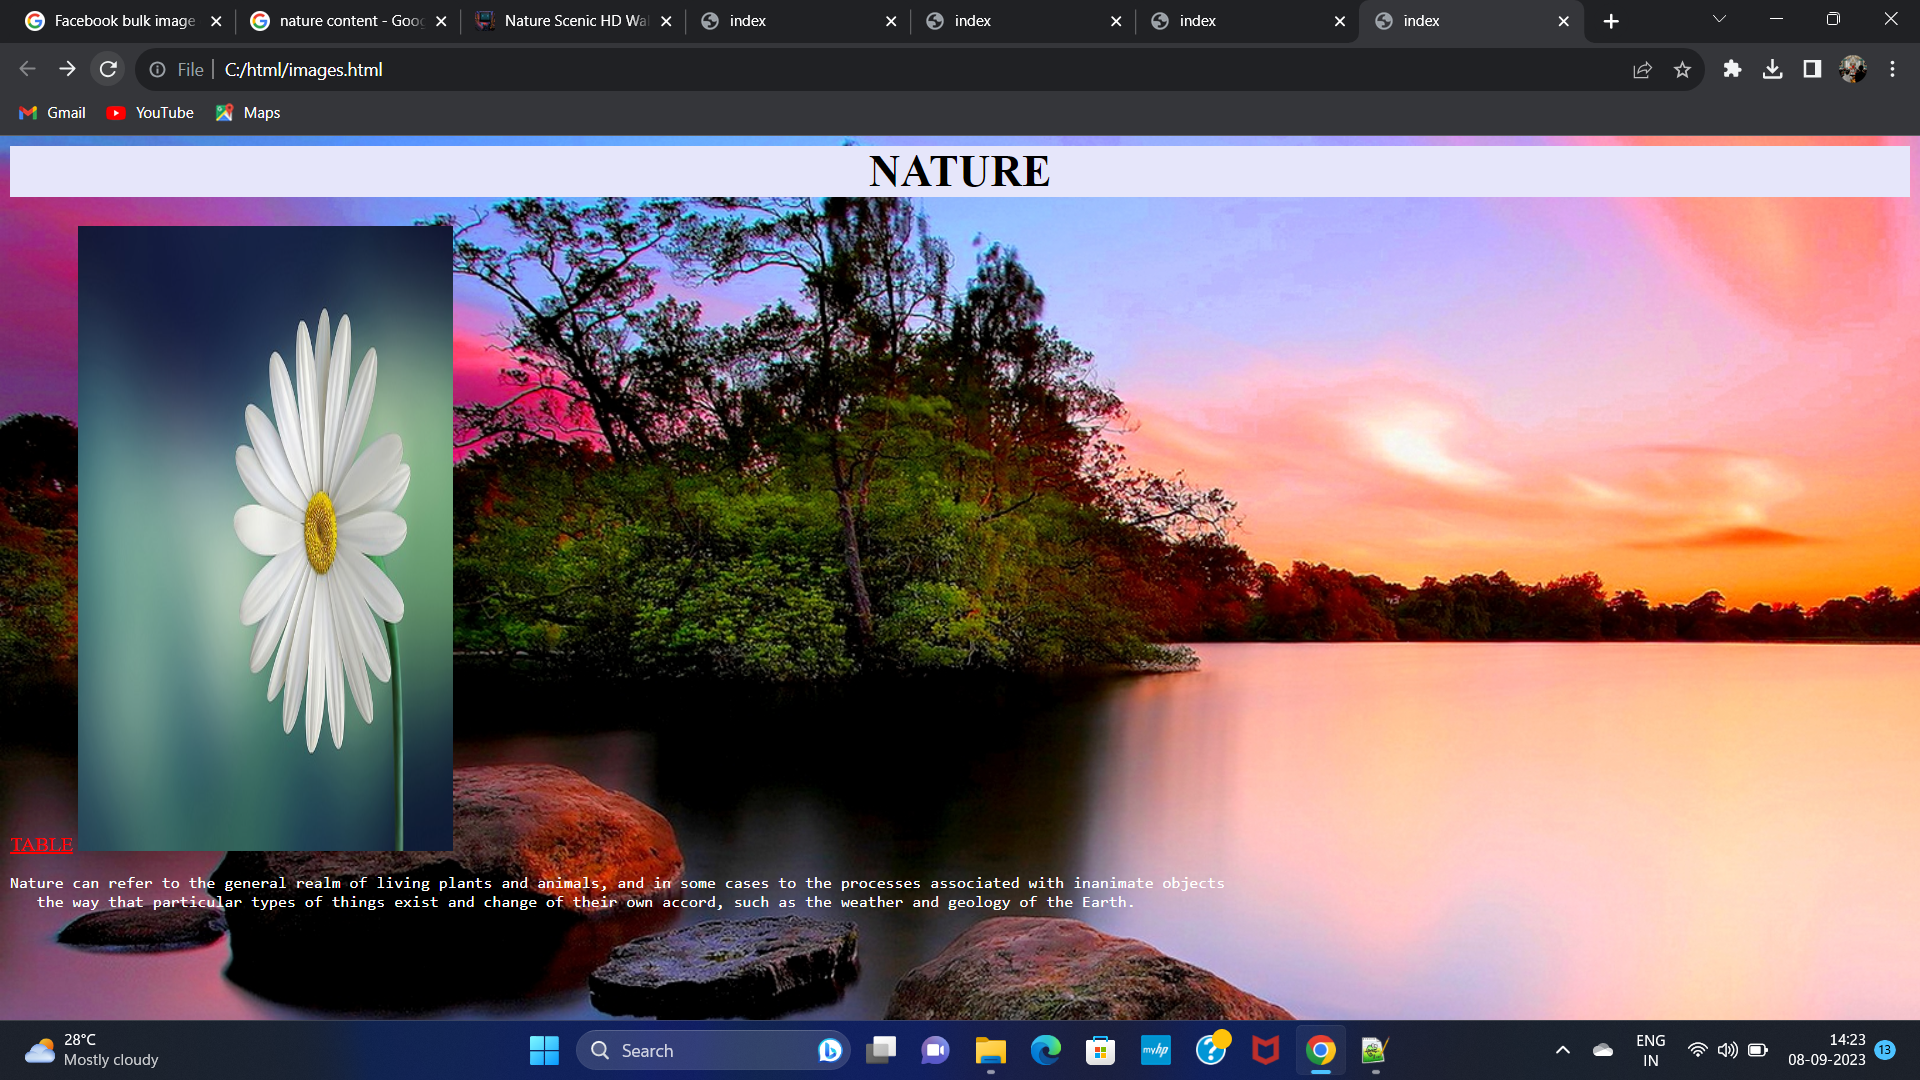 Facebook bulk image
nature content - Goog
Nature Scenic HD Wal
index
index
index
index
File
C:/html/images.html
Gmail
YouTube
Maps
NATURE
TABLE
Nature can refer to the general realm of living plants and animals, and in some cases to the processes associated with inanimate objects
the way that particular types of things exist and change of their own accord, such as the weather and geology of the Earth.
28°C
Mostly cloudy
Search
myhp
ENG
IN
14:23
08-09-2023
13